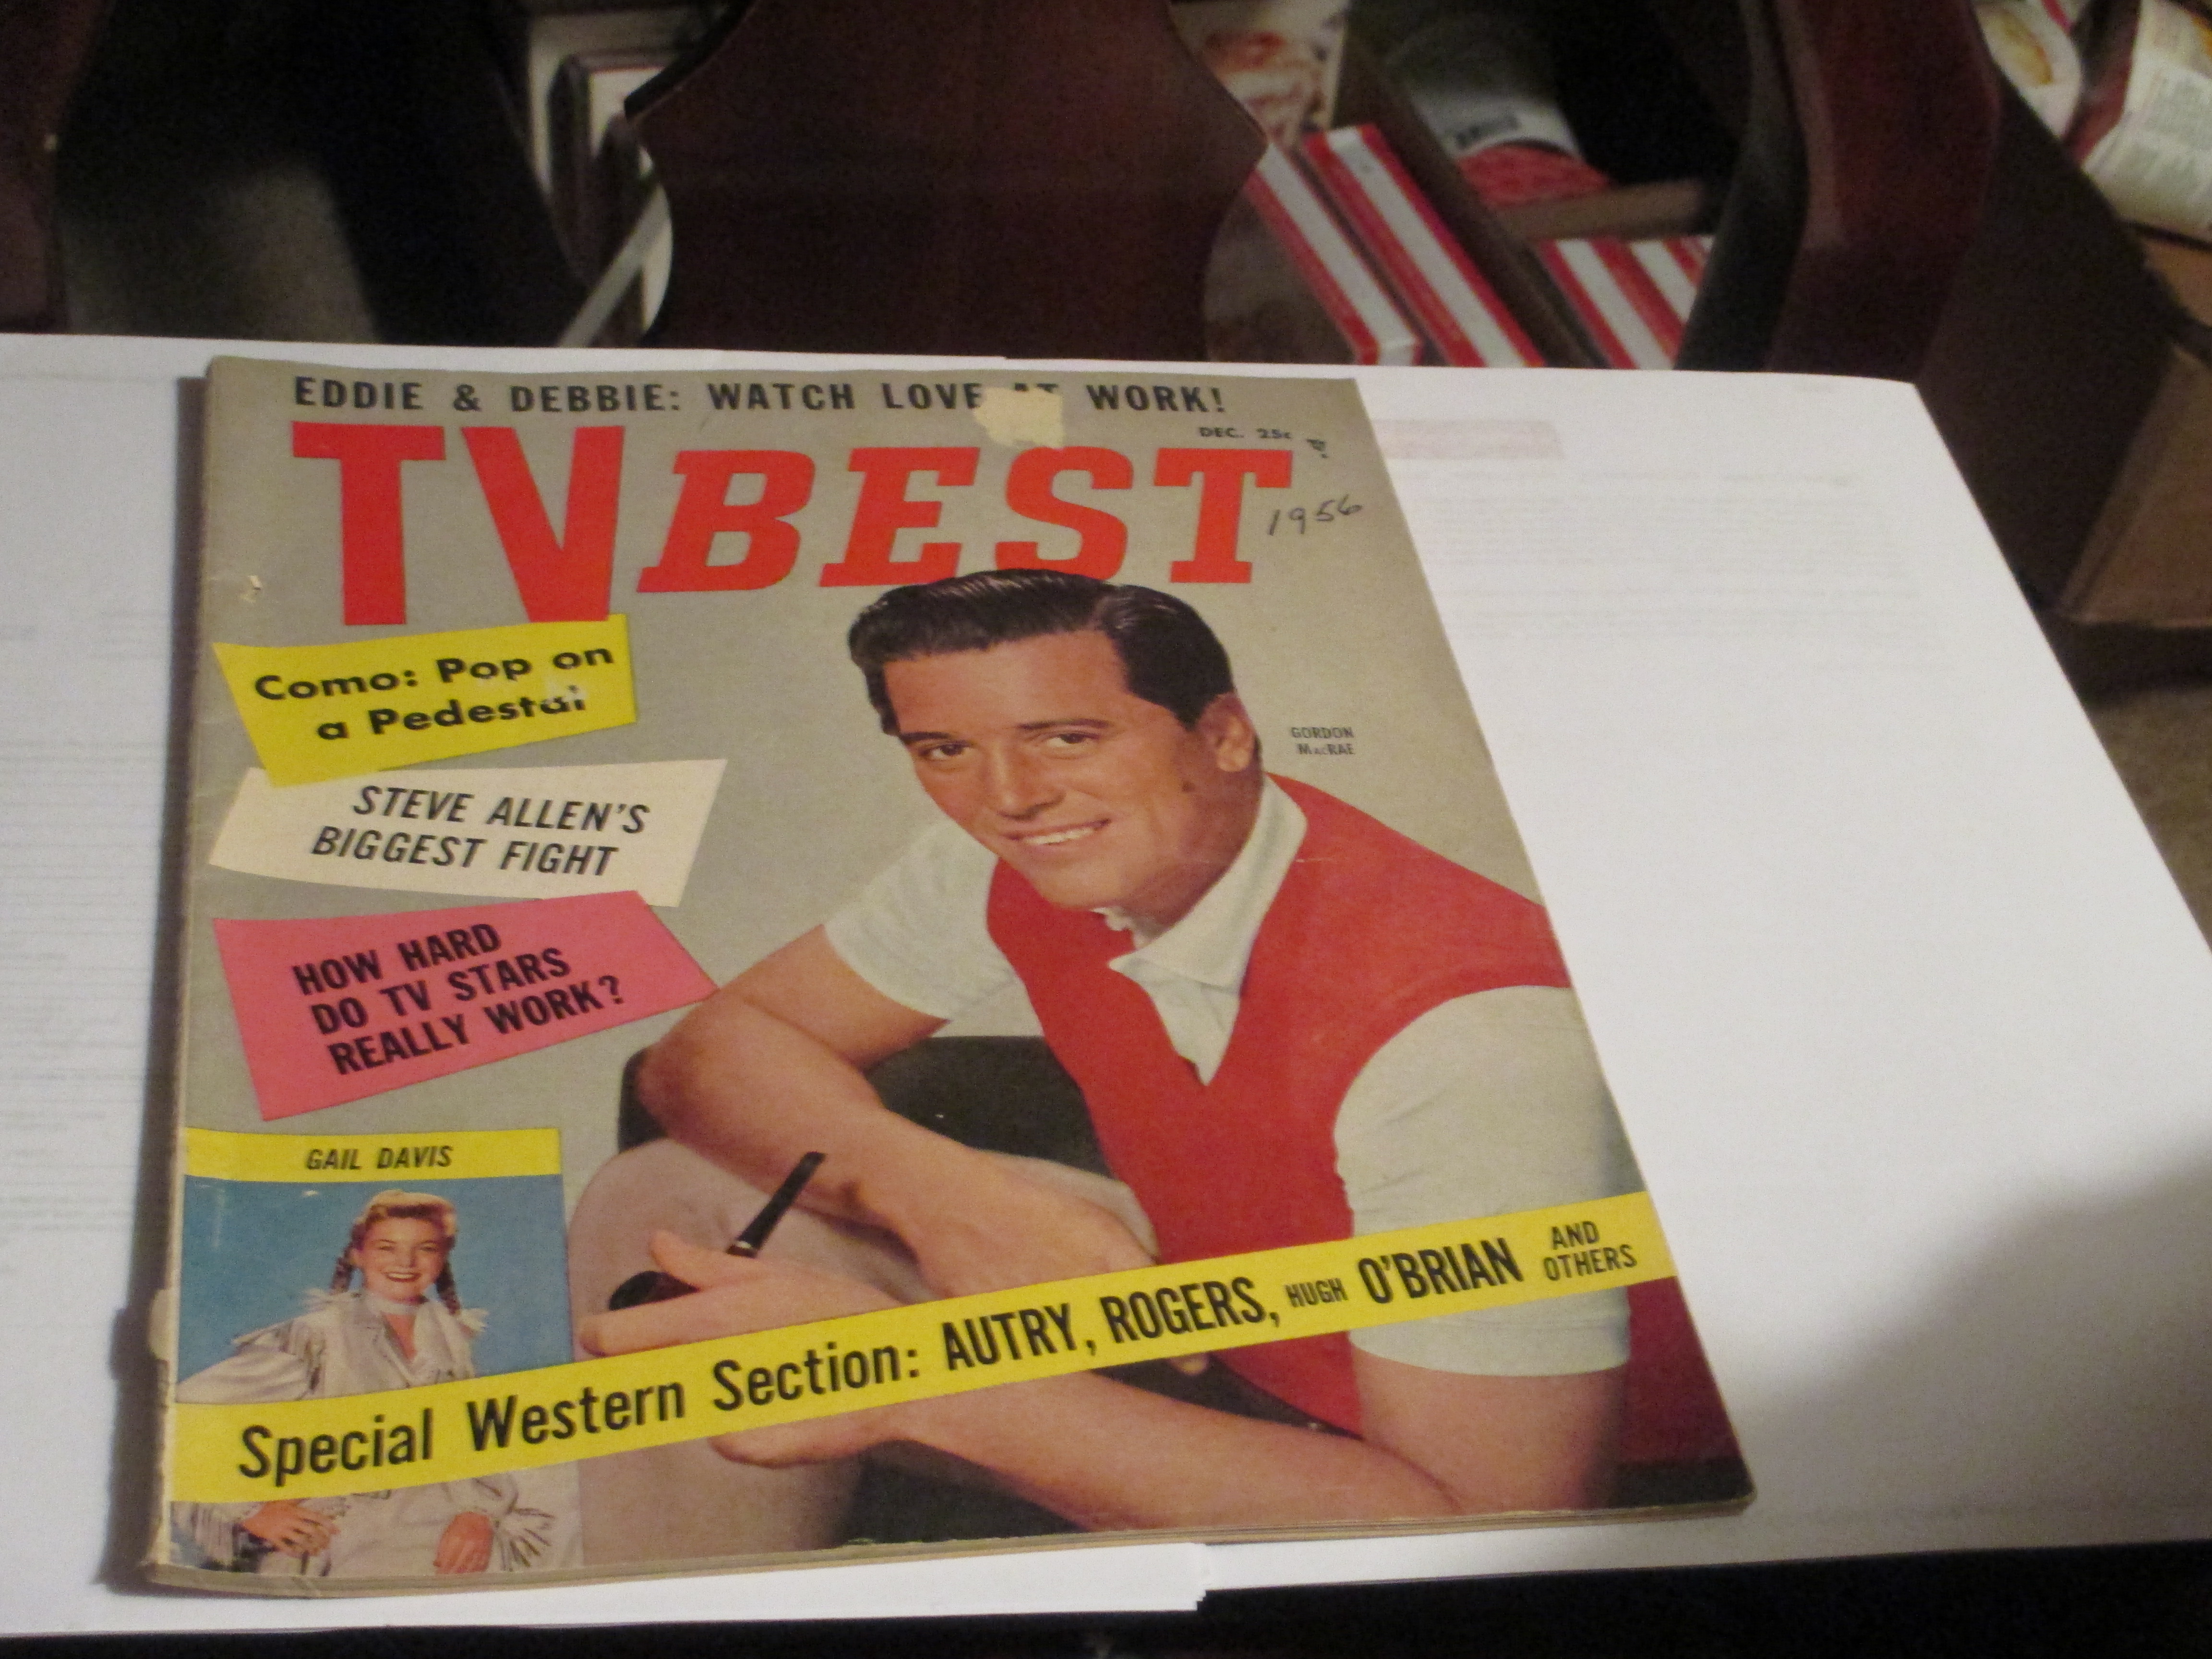 EDDIE & DEBBIE: WATCH LOVE AT WORK!
DEC. 25c
TV BEST
1956
Como: Pop on
a Pedestal
STEVE ALLEN'S
BIGGEST FIGHT
GORDON
MacRAE
HOW HARD
DO TV STARS
REALLY WORK?
GAIL DAVIS
Special Western Section: AUTRY, ROGERS, HUGH O'BRIAN AND OTHERS